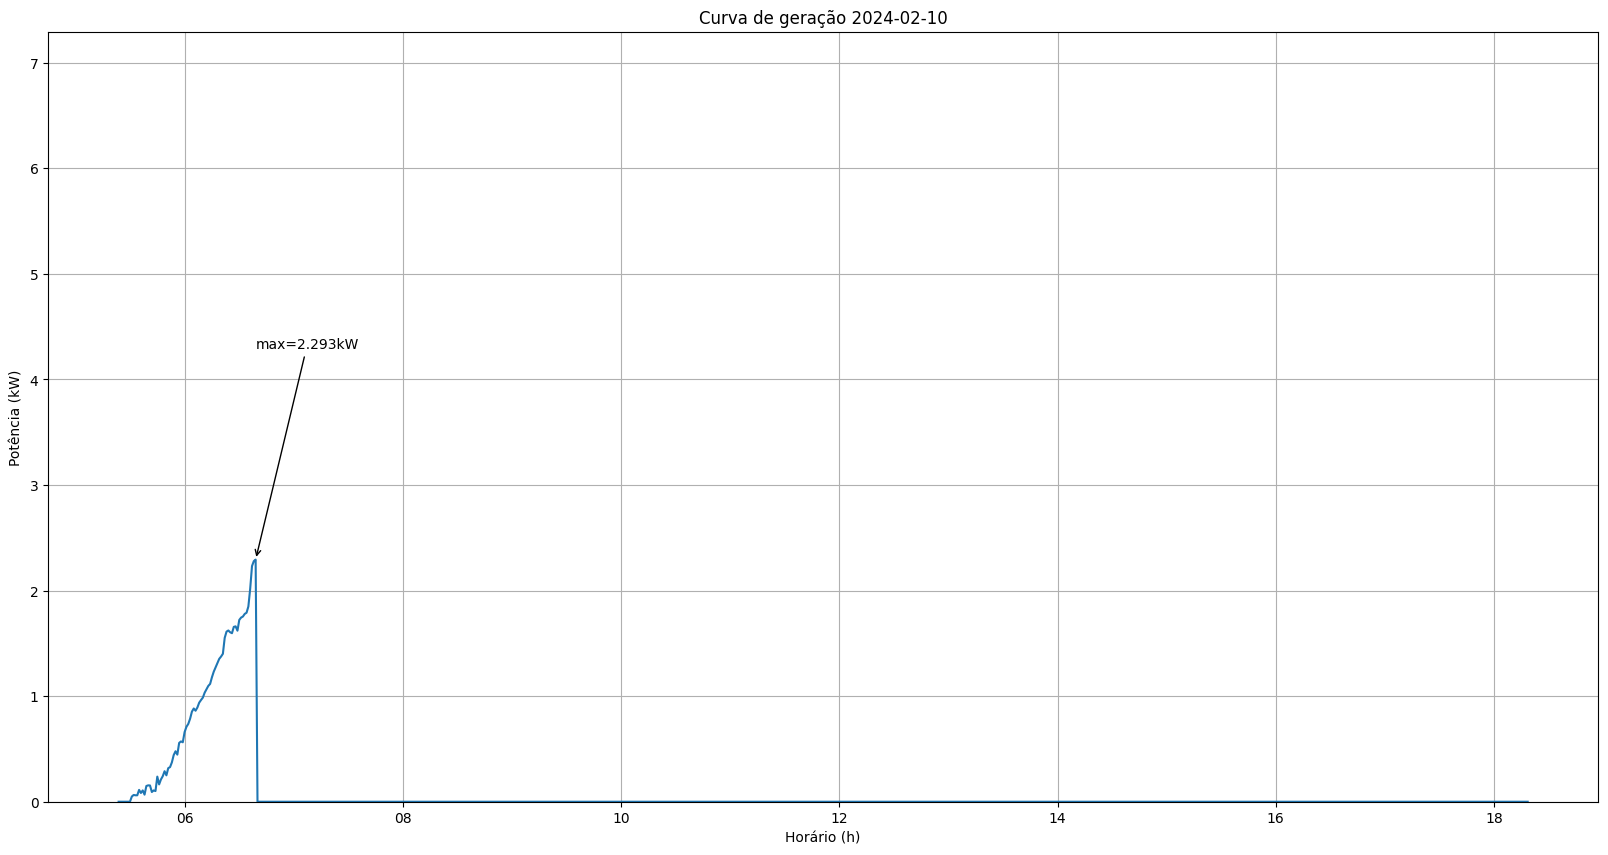 Curva de geração 2024-02-10
7
6
5
4
3
2
1
0
max=2.293kW
Potência (kW)
06 08 10 12 14 16 18
Horário (h)